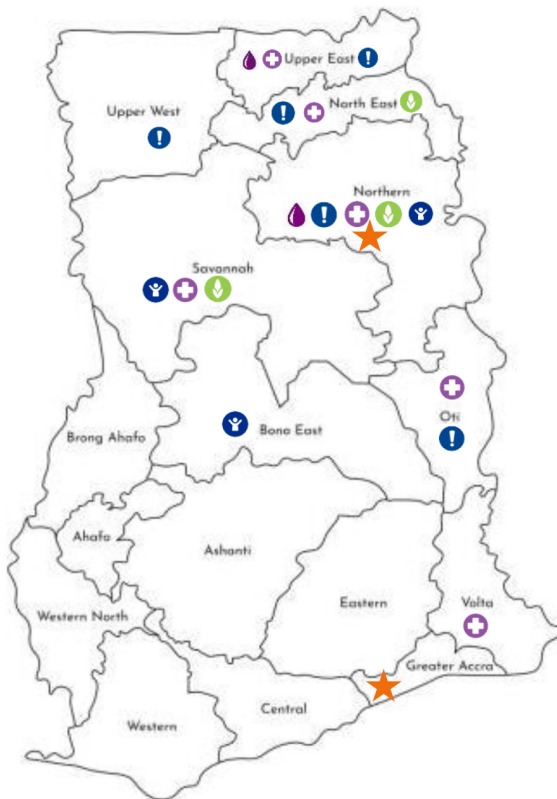 Upper East
North East
Upper West
Northern
Savannah
Oti
Bono East
Brong Ahafo
Ahafo
Ashanti
Eastern
Volta
Western North
Greater Accra
Central
Western